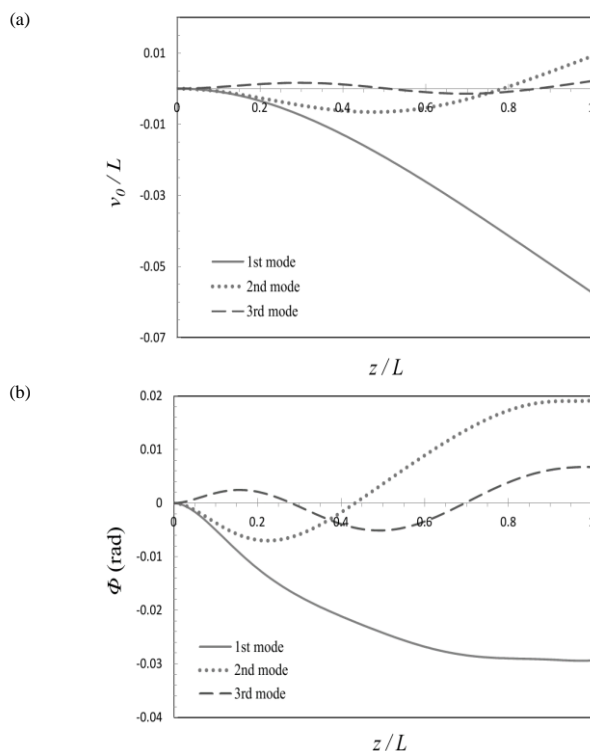 (a)
0.01
0 0.2 0.4 0.6 0.8 1
-0.01
-0.03
-0.05
-0.07
v₀ / L
1st mode
2nd mode
3rd mode
z / L
(b)
0.02
0.01
0
0 0.2 0.4 0.6 0.8 1
-0.01
-0.02
-0.03
-0.04
Φ (rad)
1st mode
2nd mode
3rd mode
z / L